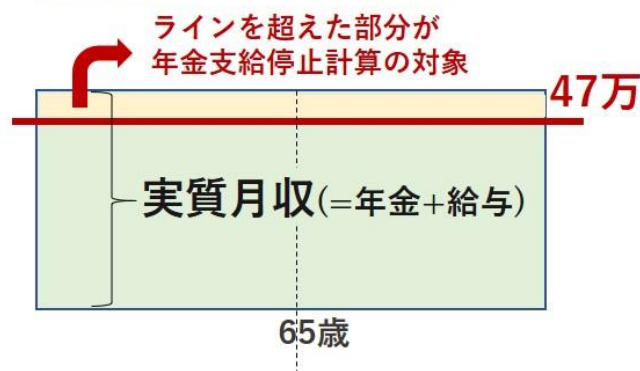 ラインを超えた部分が
年金支給停止計算の対象
47万
実質月収(=年金+給与)
65歳